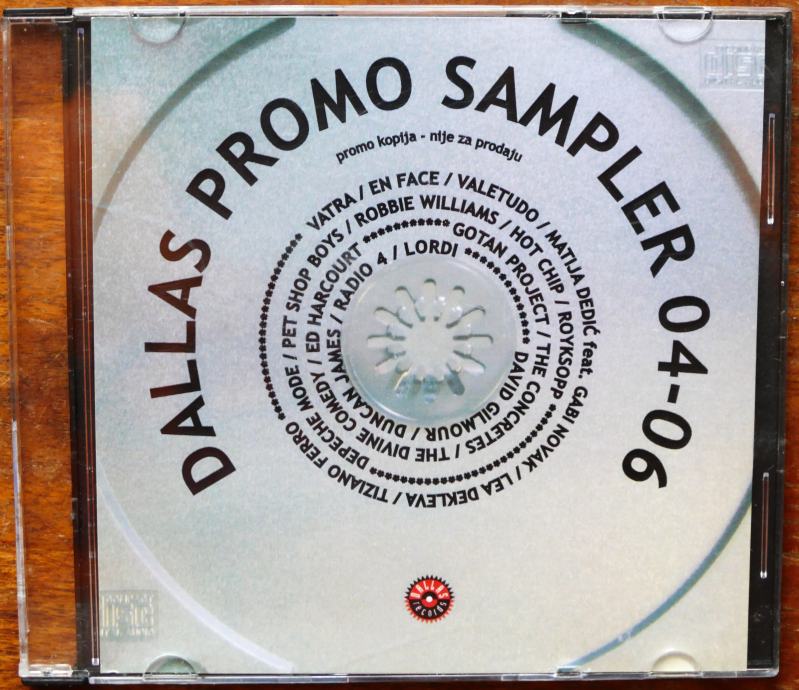 DALLAS PROMO SAMPLER 04-06
promo kopija - nije za prodaju
VATRA / EN FACE / VALETUDO / MATIJA DEDIĆ feat. GABI NOVAK / LEA DEKLEVA / TIZIANO FERRO
DEPECHE MODE / PET SHOP BOYS / ROBBIE WILLIAMS / HOT CHIP / ROYKSOPP
GOTAN PROJECT / THE CONCRETES / THE DIVINE COMEDY / ED HARCOURT
DAVID GILMOUR / DUNCAN JAMES / RADIO 4 / LORDI
DALLAS
records